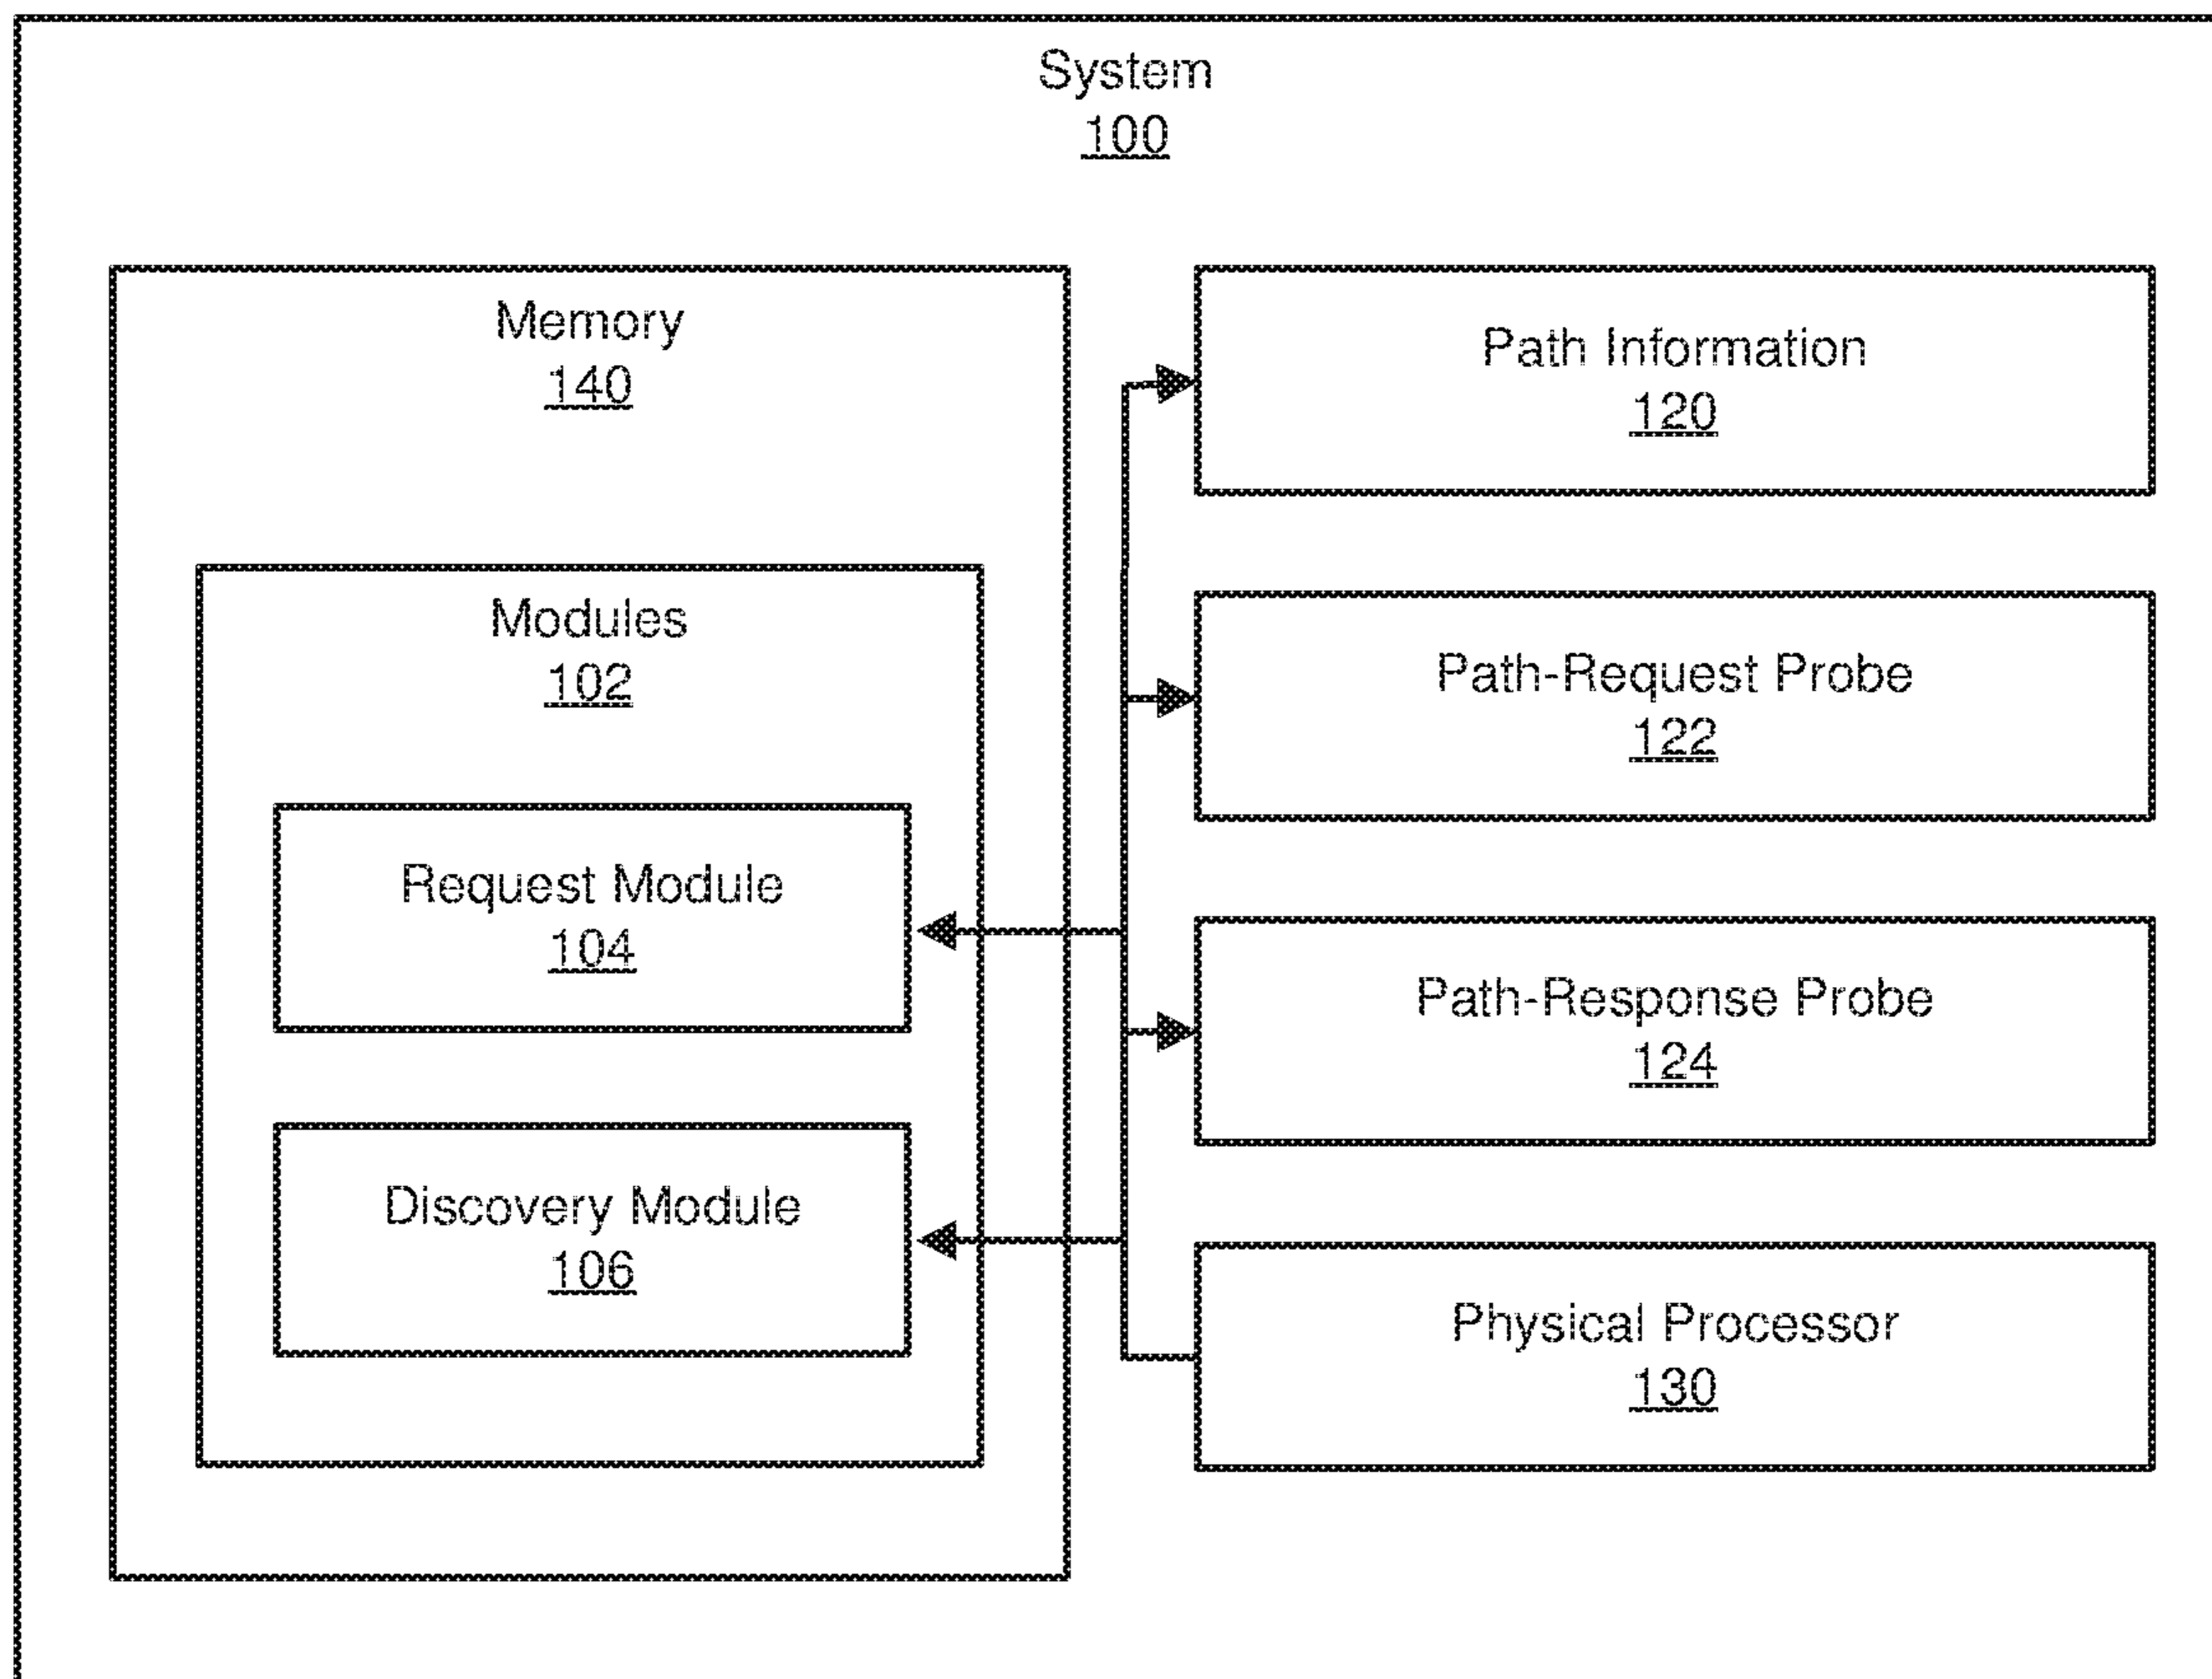 System
100
Memory
140
Modules
102
Request Module
104
Discovery Module
106
Path Information
120
Path-Request Probe
122
Path-Response Probe
124
Physical Processor
130